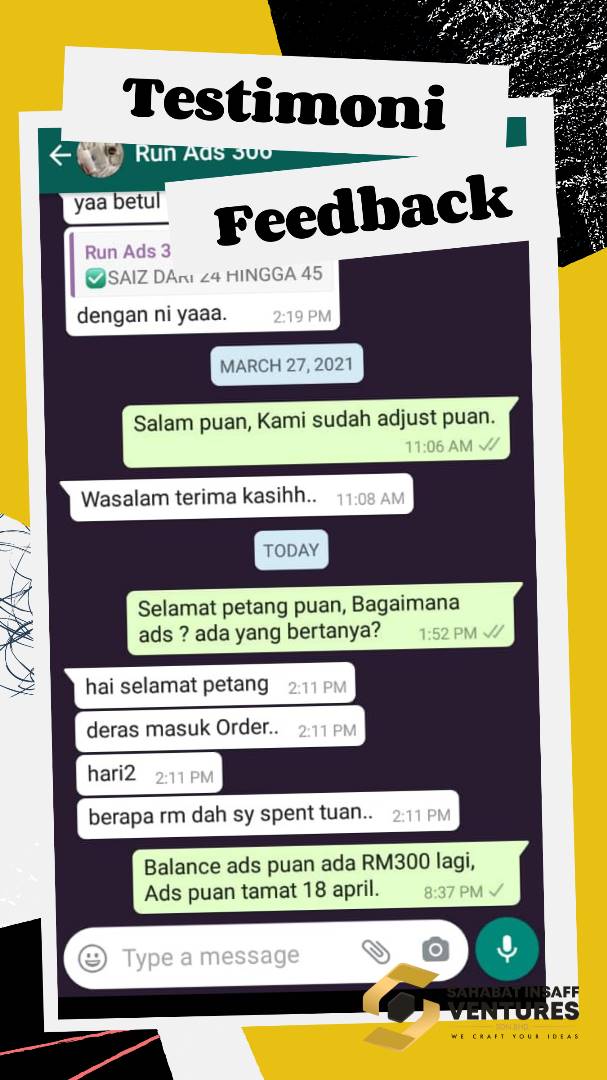 Testimoni
Run Ads 306
Feedback
yaa betul
Run Ads 3
SAIZ DARI 24 HINGGA 45
dengan ni yaaa. 2:19 PM
MARCH 27, 2021
Salam puan, Kami sudah adjust puan.
11:06 AM
Wasalam terima kasihh.. 11:08 AM
TODAY
Selamat petang puan, Bagaimana
ads ? ada yang bertanya? 1:52 PM
hai selamat petang 2:11 PM
deras masuk Order.. 2:11 PM
hari2 2:11 PM
berapa rm dah sy spent tuan.. 2:11 PM
Balance ads puan ada RM300 lagi,
Ads puan tamat 18 april. 8:37 PM
Type a message
SAHABAT INSAFF
VENTURES
SDN BHD
WE CRAFT YOUR IDEAS